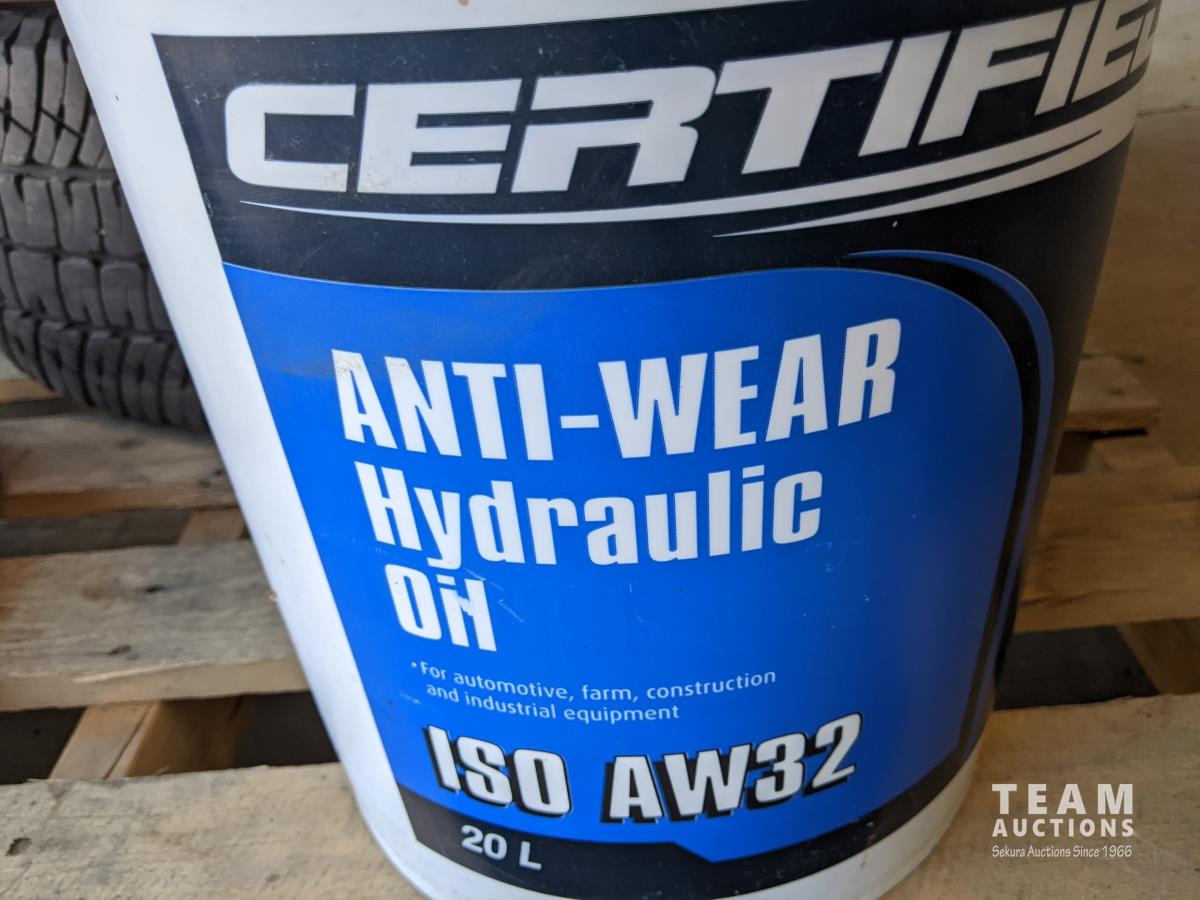 CERTIFIED
ANTI-WEAR
Hydraulic
Oil
• For automotive, farm, construction
and industrial equipment
ISO AW32
20 L
TEAM
AUCTIONS
Sekura Auctions Since 1966